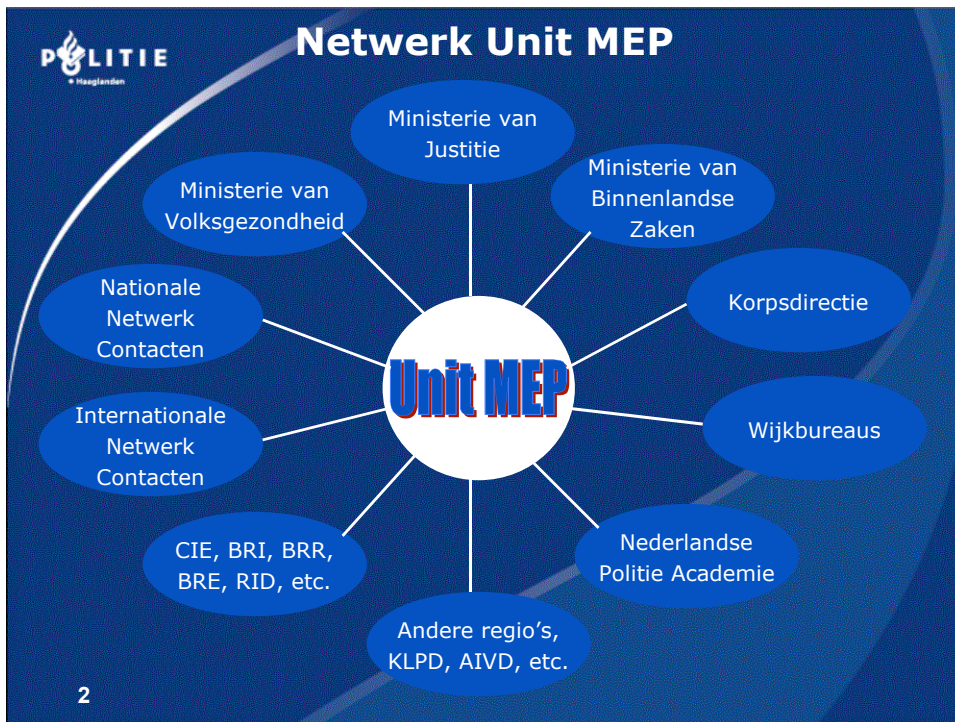 POLITIE
Haaglanden
Netwerk Unit MEP
Ministerie van
Justitie
Ministerie van
Binnenlandse
Zaken
Korpsdirectie
Wijkbureaus
Nederlandse
Politie Academie
Andere regio's,
KLPD, AIVD, etc.
CIE, BRI, BRR,
BRE, RID, etc.
Internationale
Netwerk
Contacten
Nationale
Netwerk
Contacten
Ministerie van
Volksgezondheid
Unit MEP
2